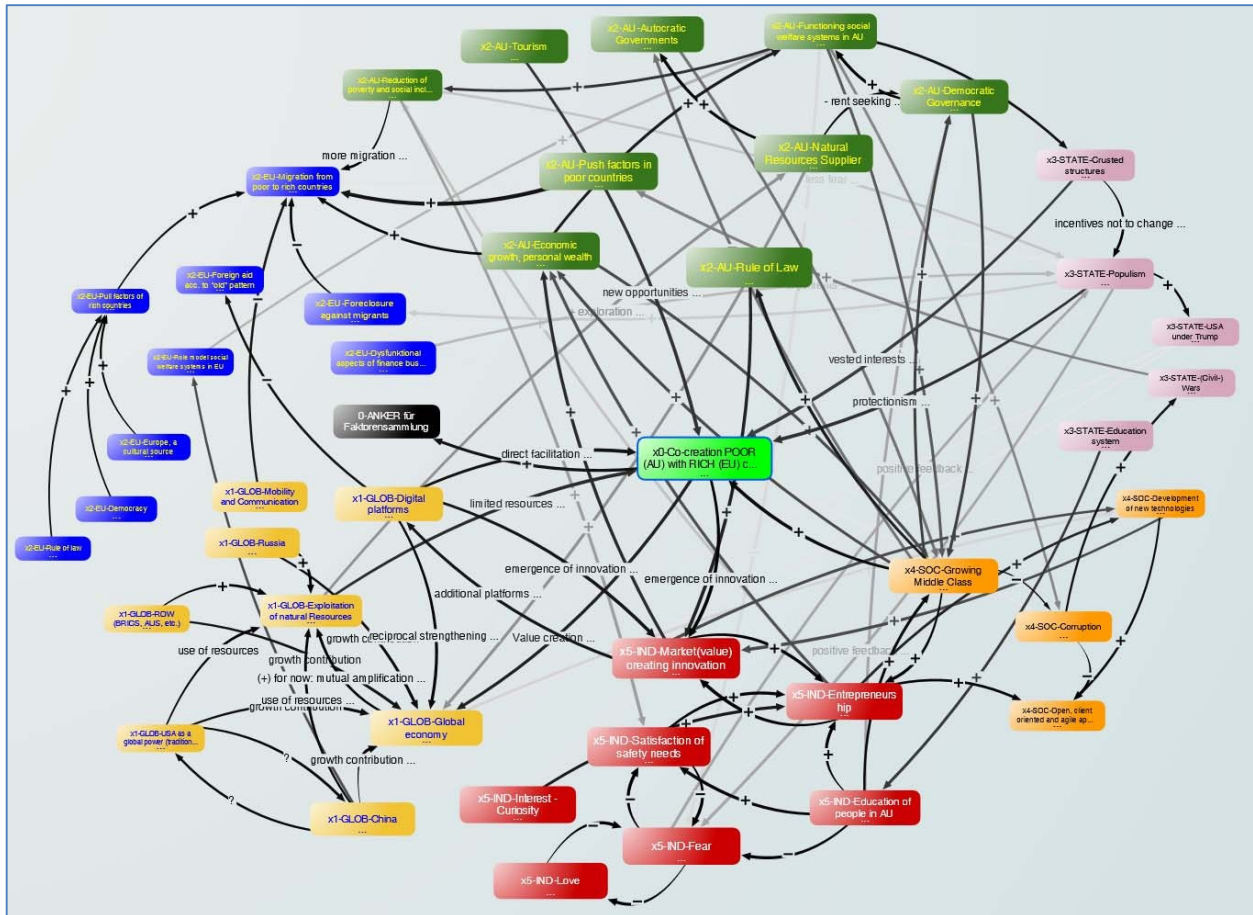 x2-AU-Functioning social
welfare systems in AU
...
x2-AU-Autocratic
Governments
...
x2-AU-Tourism
...
x2-AU-Reduction of
poverty and social incl...
...
+
- rent seeking ...
x2-AU-Democratic
Governance
...
x2-AU-Natural
Resources Supplier
...
more migration ...
x2-AU-Push factors in
poor countries
...
x2-EU-Migration from
poor to rich countries
...
less fear ...
x3-STATE-Crusted
structures
...
incentives not to change ...
x2-AU-Economic
growth, personal wealth
...
x2-AU-Rule of Law
...
x3-STATE-Populism
...
x2-EU-Foreign aid
acc. to "old" pattern
...
x2-EU-Pull factors of
rich countries
...
x2-EU-Foreclosure
against migrants
...
new opportunities ...
+ exploration ...
x3-STATE-USA
under Trump
...
x2-EU-Role model social
welfare systems in EU
...
x2-EU-Dysfunktional
aspects of finance bus...
...
vested interests ...
x3-STATE-(Civil-)
Wars
...
protectionism ...
0-ANKER für
Faktorensammlung
...
x3-STATE-Education
system
...
x2-EU-Europe, a
cultural source
...
direct facilitation ...
x0-Co-creation POOR
(AU) with RICH (EU) c...
...
positive feedback ...
x1-GLOB-Mobility
and Communication
...
x1-GLOB-Digital
platforms
...
limited resources ...
x4-SOC-Development
of new technologies
...
x2-EU-Democracy
...
x2-EU-Rule of law
...
x1-GLOB-Russia
...
emergence of innovation ...
emergence of innovation ...
x4-SOC-Growing
Middle Class
...
additional platforms ...
x1-GLOB-Exploitation
of natural Resources
...
x1-GLOB-ROW
(BRICS, AUS, etc.)
...
x4-SOC-Corruption
...
reciprocal strengthening ...
Value creation ...
use of resources
growth contribution
positive feedback ...
x5-IND-Market(value)
creating innovation
...
(+) for now: mutual amplification ...
use of resources ...
x5-IND-Entrepreneurs
hip
...
x4-SOC-Open, client
oriented and agile ap...
...
x1-GLOB-Global
economy
...
x1-GLOB-USA as a
global power (tradition...
...
x5-IND-Satisfaction of
safety needs
...
?
growth contribution ...
x5-IND-Interest -
Curiosity
...
x5-IND-Education of
people in AU
...
?
x1-GLOB-China
...
x5-IND-Fear
...
x5-IND-Love
...